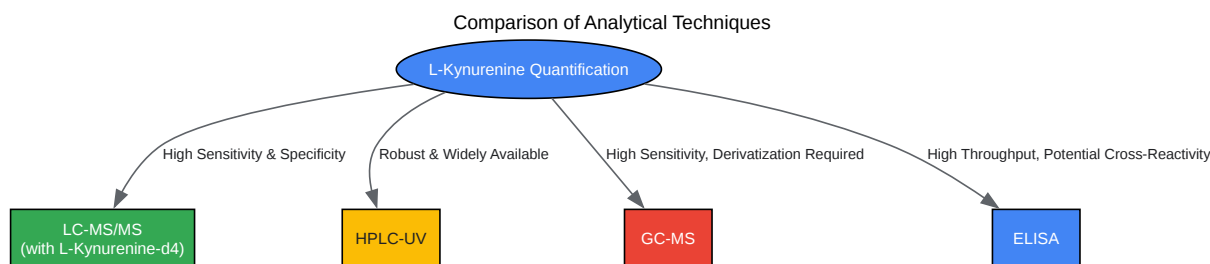 Comparison of Analytical Techniques
L-Kynurenine Quantification
High Sensitivity & Specificity
Robust & Widely Available
High Sensitivity, Derivatization Required
High Throughput, Potential Cross-Reactivity
LC-MS/MS
(with L-Kynurenine-d4)
HPLC-UV
GC-MS
ELISA